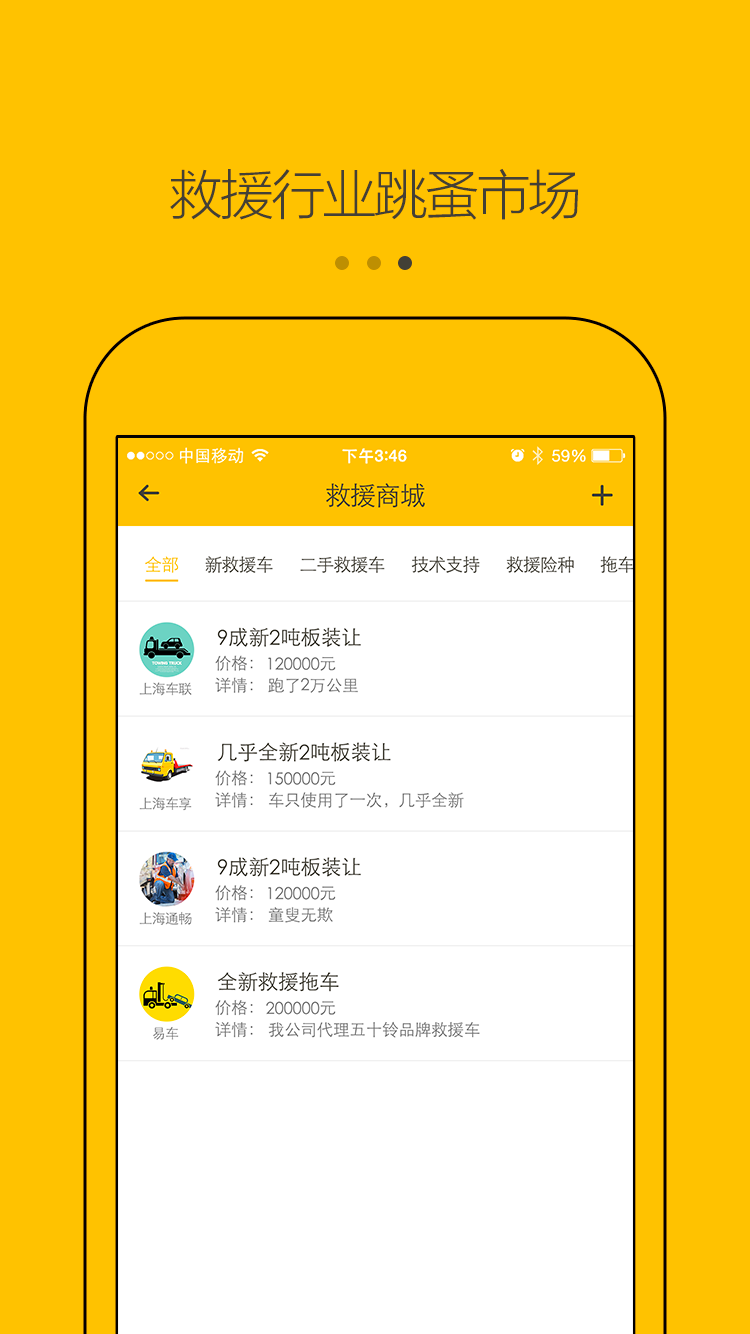 救援行业跳蚤市场
中国移动 下午3:46 59%
救援商城
全部 新救援车 二手救援车 技术支持 救援险种 拖车
TOWING TRUCK
上海车联
9成新2吨板装让
价格： 120000元
详情： 跑了2万公里
上海车享
几乎全新2吨板装让
价格： 150000元
详情： 车只使用了一次，几乎全新
上海通畅
9成新2吨板装让
价格： 120000元
详情： 童叟无欺
易车
全新救援拖车
价格： 200000元
详情： 我公司代理五十铃品牌救援车